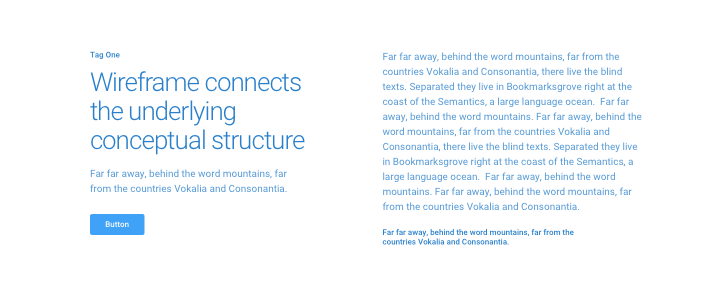 Tag One
Wireframe connects
the underlying
conceptual structure
Far far away, behind the word mountains, far
from the countries Vokalia and Consonantia.
Button
Far far away, behind the word mountains, far from the
countries Vokalia and Consonantia, there live the blind
texts. Separated they live in Bookmarksgrove right at the
coast of the Semantics, a large language ocean.  Far far
away, behind the word mountains. Far far away, behind the
word mountains, far from the countries Vokalia and
Consonantia, there live the blind texts. Separated they live
in Bookmarksgrove right at the coast of the Semantics, a
large language ocean.  Far far away, behind the word
mountains. Far far away, behind the word mountains, far
from the countries Vokalia and Consonantia.
Far far away, behind the word mountains, far from the
countries Vokalia and Consonantia.